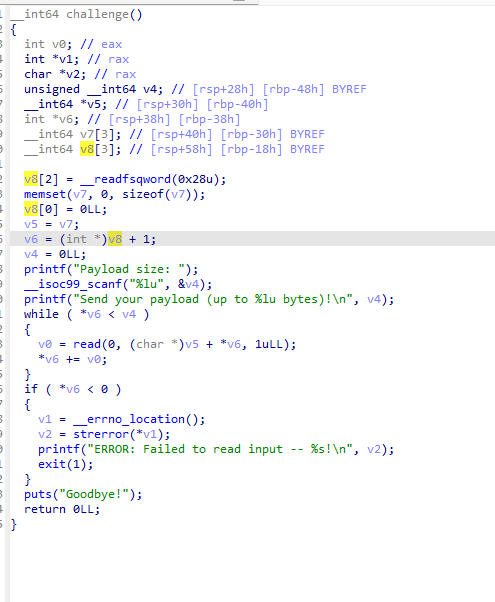 __int64 challenge()
{
  int v0; // eax
  int *v1; // rax
  char *v2; // rax
  unsigned __int64 v4; // [rsp+28h] [rbp-48h] BYREF
  __int64 *v5; // [rsp+30h] [rbp-40h]
  int *v6; // [rsp+38h] [rbp-38h]
  __int64 v7[3]; // [rsp+40h] [rbp-30h] BYREF
  __int64 v8[3]; // [rsp+58h] [rbp-18h] BYREF

  v8[2] = __readfsqword(0x28u);
  memset(v7, 0, sizeof(v7));
  v8[0] = 0LL;
  v5 = v7;
  v6 = (int *)v8 + 1;
  v4 = 0LL;
  printf("Payload size: ");
  __isoc99_scanf("%lu", &v4);
  printf("Send your payload (up to %lu bytes)!\n", v4);
  while ( *v6 < v4 )
  {
    v0 = read(0, (char *)v5 + *v6, 1uLL);
    *v6 += v0;
  }
  if ( *v6 < 0 )
  {
    v1 = __errno_location();
    v2 = strerror(*v1);
    printf("ERROR: Failed to read input -- %s!\n", v2);
    exit(1);
  }
  puts("Goodbye!");
  return 0LL;
}